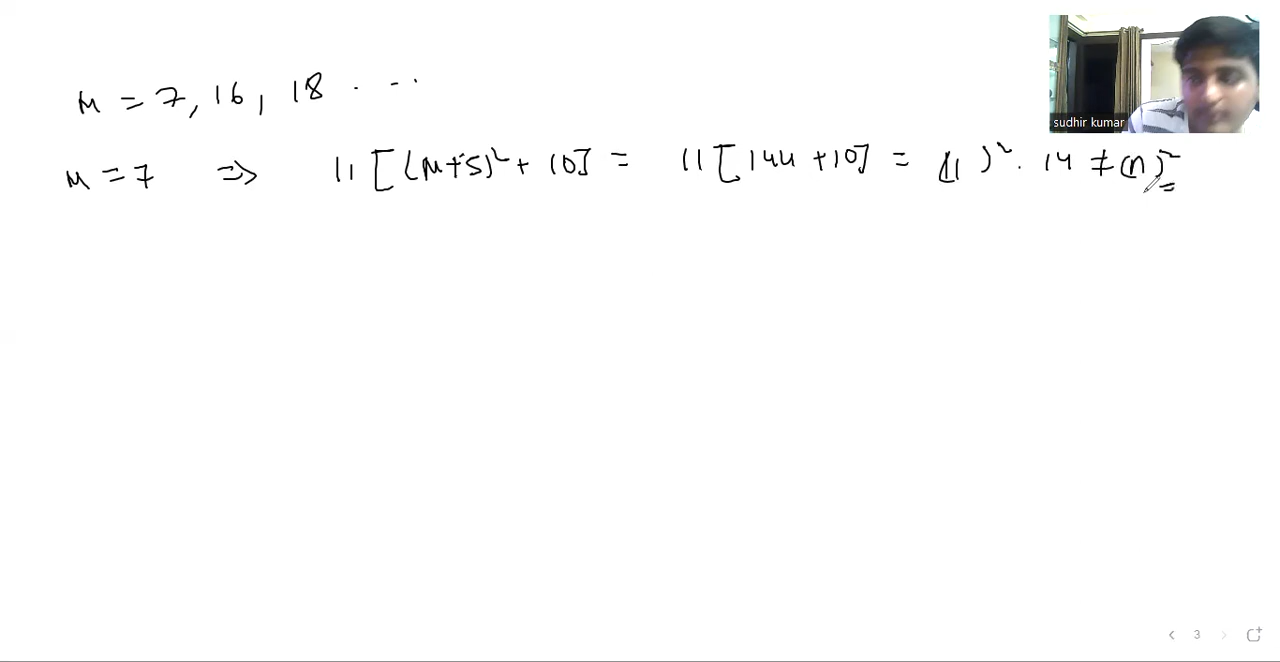 m = 7, 16, 18 . - ..
sudhir kumar
m = 7 => 11 [(m+5)² + 10] = 11 [144 + 10] = (11)² . 14 ≠ (n)²
3